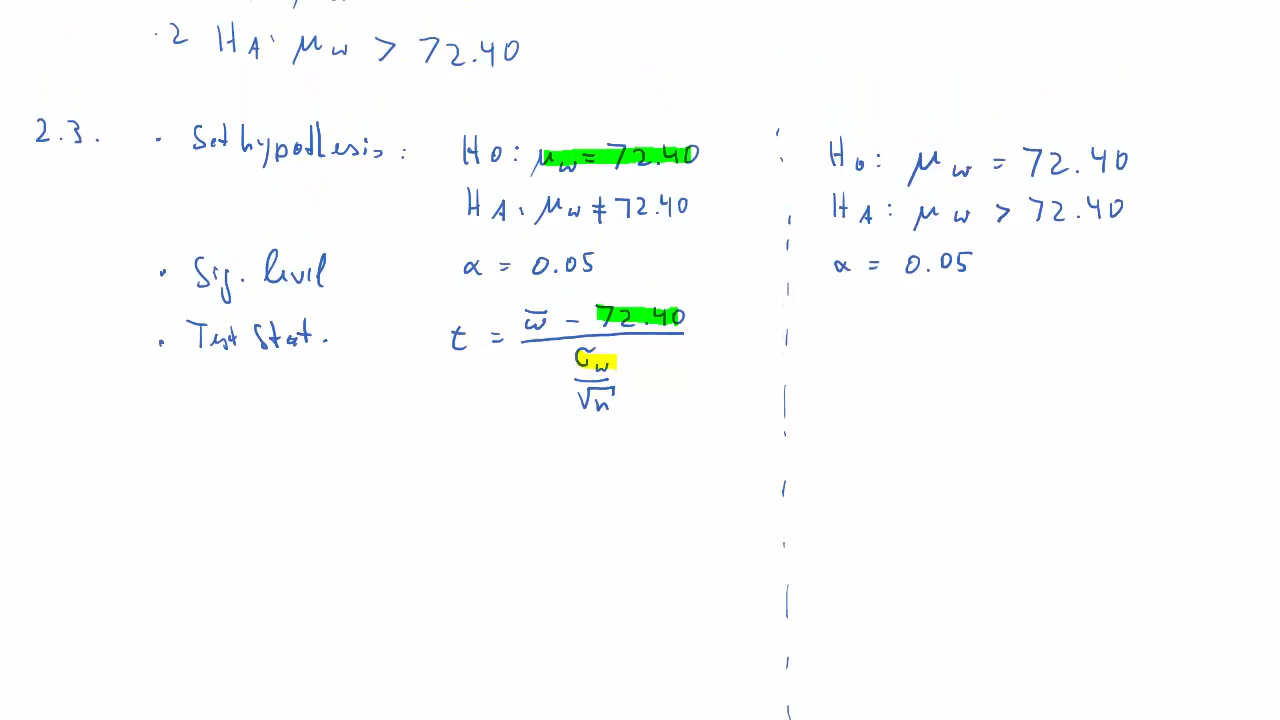 · 2 H_A: μ_w > 72.40
2.3. · Set hypothesis: H0: μ_w = 72.40
H_A: μ_w ≠ 72.40
· Sig. level α = 0.05
· Test Stat. t = (w̄ − 72.40) / (σ_w / √n)
H_0: μ_w = 72.40
H_A: μ_w > 72.40
α = 0.05